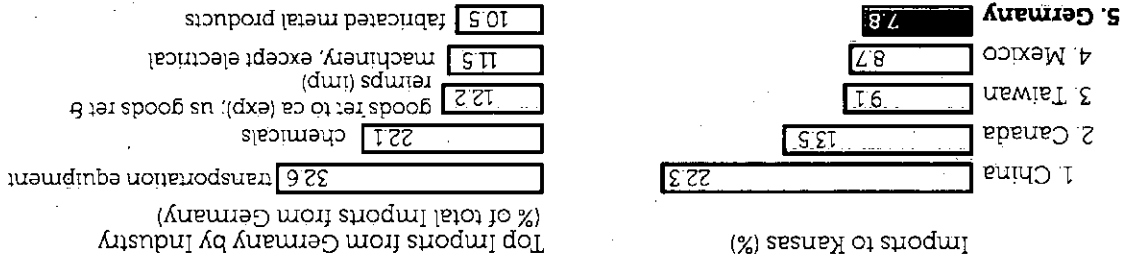 Imports to Kansas (%)
1. China 22.3
2. Canada 13.5
3. Taiwan 9.1
4. Mexico 8.7
5. Germany 7.8
Top Imports from Germany by Industry
(% of total Imports from Germany)
32.6 transportation equipment
22.1 chemicals
12.2 goods ret to ca (exp); us goods ret &
reimps (imp)
11.5 machinery, except electrical
10.5 fabricated metal products